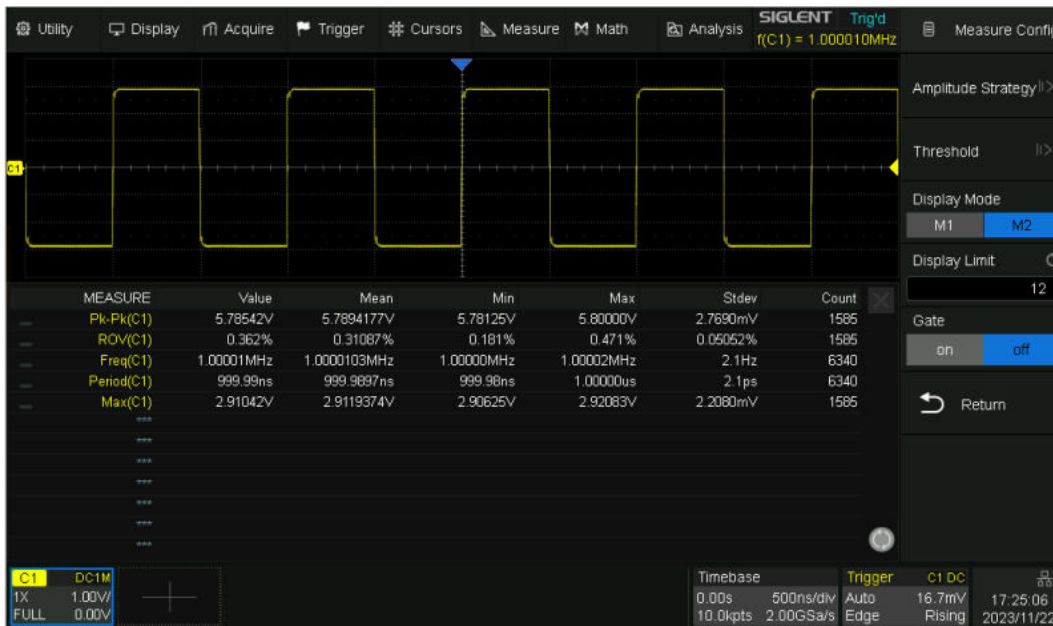 Utility Display Acquire Trigger Cursors Measure Math Analysis SIGLENT Trig'd
f(C1) = 1.000010MHz
Measure Config
Amplitude Strategy
Threshold
Display Mode
M1 M2
Display Limit
12
Gate
on off
Return
C1
MEASURE Value Mean Min Max Stdev Count
Pk-Pk(C1) 5.78542V 5.7894177V 5.78125V 5.80000V 2.7690mV 1585
ROV(C1) 0.362% 0.31087% 0.181% 0.471% 0.05052% 1585
Freq(C1) 1.00001MHz 1.0000103MHz 1.00000MHz 1.00002MHz 2.1Hz 6340
Period(C1) 999.99ns 999.9897ns 999.98ns 1.00000us 2.1ps 6340
Max(C1) 2.91042V 2.9119374V 2.90625V 2.92083V 2.2080mV 1585
***
***
***
***
***
***
***
C1 DC1M
1X 1.00V/
FULL 0.00V
Timebase
0.00s 500ns/div
10.0kpts 2.00GSa/s
Trigger C1 DC
Auto 16.7mV
Edge Rising
17:25:06
2023/11/22